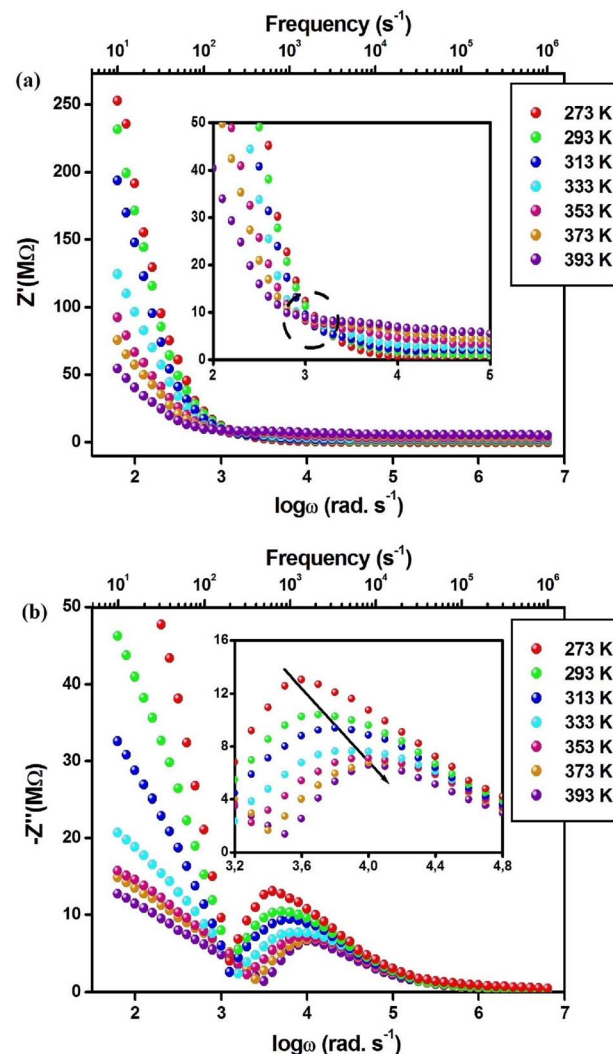 Frequency (s⁻¹)
10¹ 10² 10³ 10⁴ 10⁵ 10⁶
(a)
250
200
150
100
50
0
Z'(MΩ)
50
40
30
20
10
0
2 3 4 5
273 K
293 K
313 K
333 K
353 K
373 K
393 K
2 3 4 5 6 7
logω (rad. s⁻¹)
Frequency (s⁻¹)
10¹ 10² 10³ 10⁴ 10⁵ 10⁶
(b)
50
40
30
20
10
0
-Z''(MΩ)
16
12
8
4
0
3,2 3,6 4,0 4,4 4,8
273 K
293 K
313 K
333 K
353 K
373 K
393 K
2 3 4 5 6 7
logω (rad. s⁻¹)